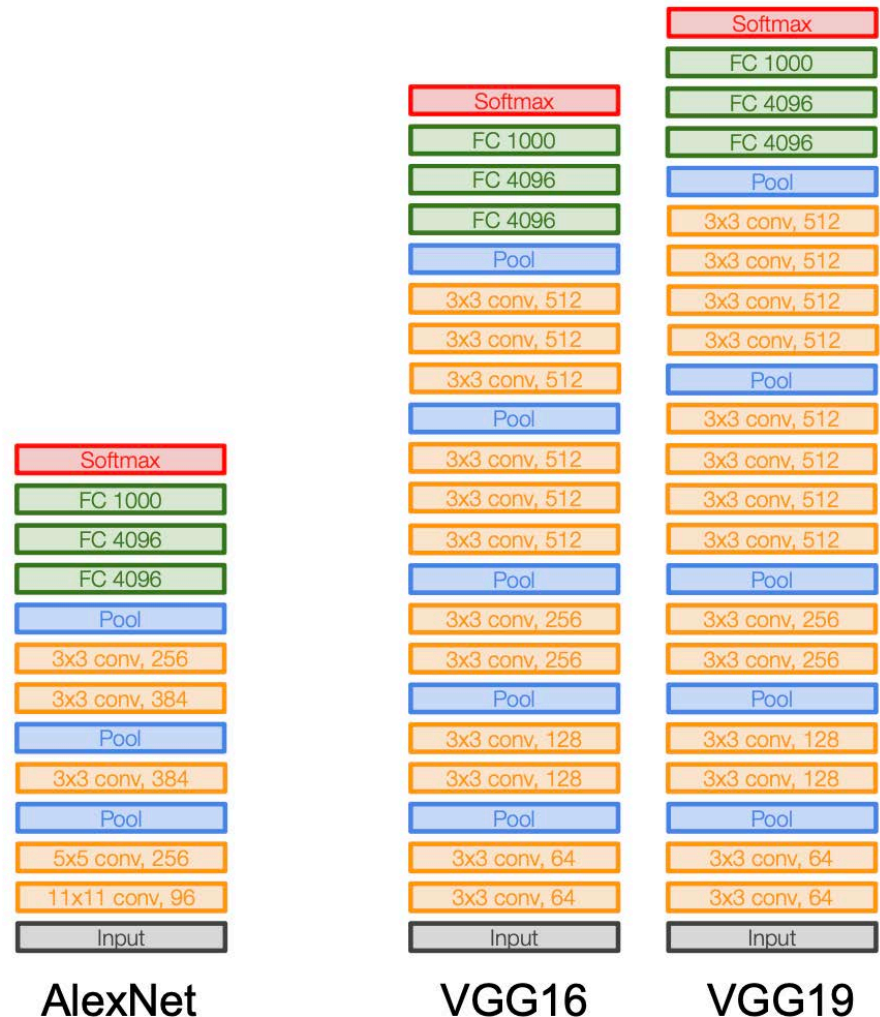 Softmax
FC 1000
FC 4096
FC 4096
Pool
3x3 conv, 256
3x3 conv, 384
Pool
3x3 conv, 384
Pool
5x5 conv, 256
11x11 conv, 96
Input
AlexNet
Softmax
FC 1000
FC 4096
FC 4096
Pool
3x3 conv, 512
3x3 conv, 512
3x3 conv, 512
Pool
3x3 conv, 512
3x3 conv, 512
3x3 conv, 512
Pool
3x3 conv, 256
3x3 conv, 256
Pool
3x3 conv, 128
3x3 conv, 128
Pool
3x3 conv, 64
3x3 conv, 64
Input
VGG16
Softmax
FC 1000
FC 4096
FC 4096
Pool
3x3 conv, 512
3x3 conv, 512
3x3 conv, 512
3x3 conv, 512
Pool
3x3 conv, 512
3x3 conv, 512
3x3 conv, 512
3x3 conv, 512
Pool
3x3 conv, 256
3x3 conv, 256
Pool
3x3 conv, 128
3x3 conv, 128
Pool
3x3 conv, 64
3x3 conv, 64
Input
VGG19